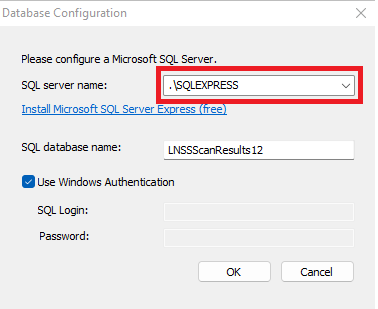 Database Configuration
Please configure a Microsoft SQL Server.
SQL server name: .\SQLEXPRESS
Install Microsoft SQL Server Express (free)
SQL database name: LNSSScanResults12
Use Windows Authentication
SQL Login:
Password:
OK Cancel